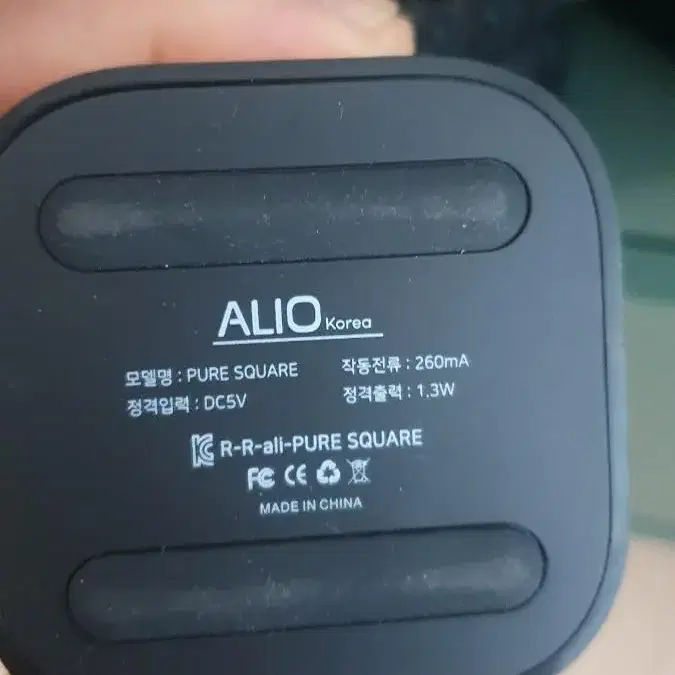 ALIO Korea
모델명 : PURE SQUARE 작동전류 : 260mA
정격입력 : DC5V 정격출력 : 1.3W
R-R-ali-PURE SQUARE
FC CE
MADE IN CHINA